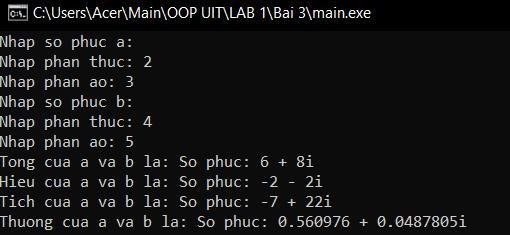 C:\Users\Acer\Main\OOP UIT\LAB 1\Bai 3\main.exe
Nhap so phuc a:
Nhap phan thuc: 2
Nhap phan ao: 3
Nhap so phuc b:
Nhap phan thuc: 4
Nhap phan ao: 5
Tong cua a va b la: So phuc: 6 + 8i
Hieu cua a va b la: So phuc: -2 - 2i
Tich cua a va b la: So phuc: -7 + 22i
Thuong cua a va b la: So phuc: 0.560976 + 0.0487805i